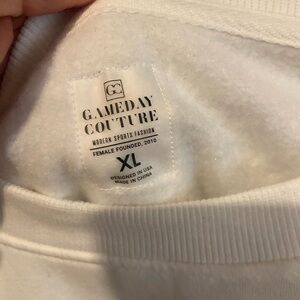 GC
GAMEDAY
COUTURE
MODERN SPORTS FASHION
FEMALE FOUNDED, 2010
XL
DESIGNED IN USA
MADE IN CHINA